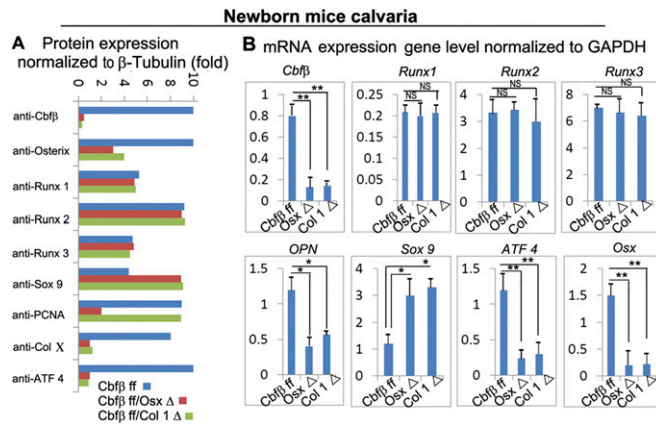 Newborn mice calvaria
A Protein expression
normalized to β-Tubulin (fold)
0 2 4 6 8 10
anti-Cbfβ
anti-Osterix
anti-Runx 1
anti-Runx 2
anti-Runx 3
anti-Sox 9
anti-PCNA
anti-Col X
anti-ATF 4
Cbfβ ff
Cbfβ ff/Osx Δ
Cbfβ ff/Col 1 Δ
B mRNA expression gene level normalized to GAPDH
Cbfβ
1
0.8
0.6
0.4
0.2
0
**
**
Cbfβ ff
Osx Δ
Col 1 Δ
Runx1
0.25
0.2
0.15
0.1
0.05
0
NS
NS
Cbfβ ff
Osx Δ
Col 1 Δ
Runx2
5
4
3
2
1
0
NS
NS
Cbfβ ff
Osx Δ
Col 1 Δ
Runx3
8
6
4
2
0
NS
NS
Cbfβ ff
Osx Δ
Col 1 Δ
OPN
1.5
1
0.5
0
*
*
Cbfβ ff
Osx Δ
Col 1 Δ
Sox 9
4
3
2
1
0
*
*
Cbfβ ff
Osx Δ
Col 1 Δ
ATF 4
1.5
1
0.5
0
**
**
Cbfβ ff
Osx Δ
Col 1 Δ
Osx
2
1.5
1
0.5
0
**
**
Cbfβ ff
Osx Δ
Col 1 Δ